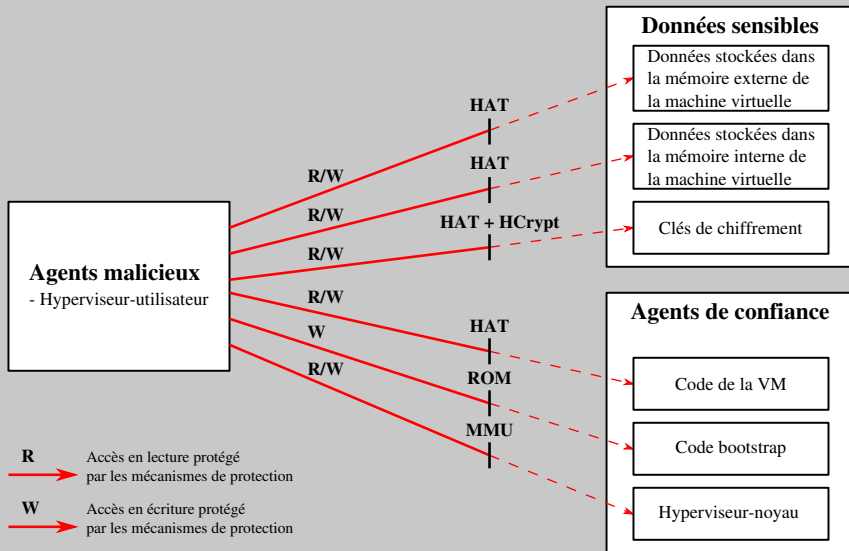 Données sensibles
Données stockées dans
la mémoire externe de
la machine virtuelle
HAT
Données stockées dans
la mémoire interne de
la machine virtuelle
HAT
R/W
R/W
HAT + HCrypt
Clés de chiffrement
R/W
Agents malicieux
- Hyperviseur-utilisateur
R/W
Agents de confiance
HAT
W
R/W
ROM
Code de la VM
MMU
Code bootstrap
Hyperviseur-noyau
R
Accès en lecture protégé
par les mécanismes de protection
W
Accès en écriture protégé
par les mécanismes de protection